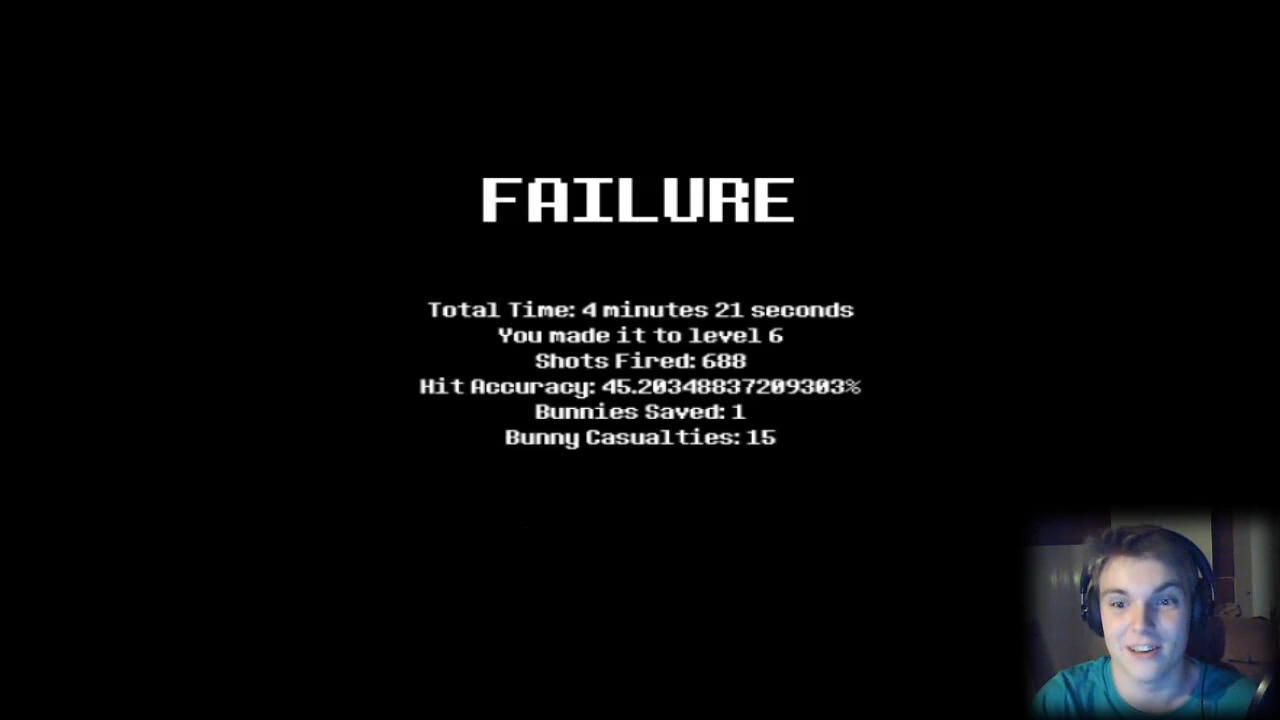 FAILURE
Total Time: 4 minutes 21 seconds
You made it to level 6
Shots Fired: 688
Hit Accuracy: 45.20348837209303%
Bunnies Saved: 1
Bunny Casualties: 15